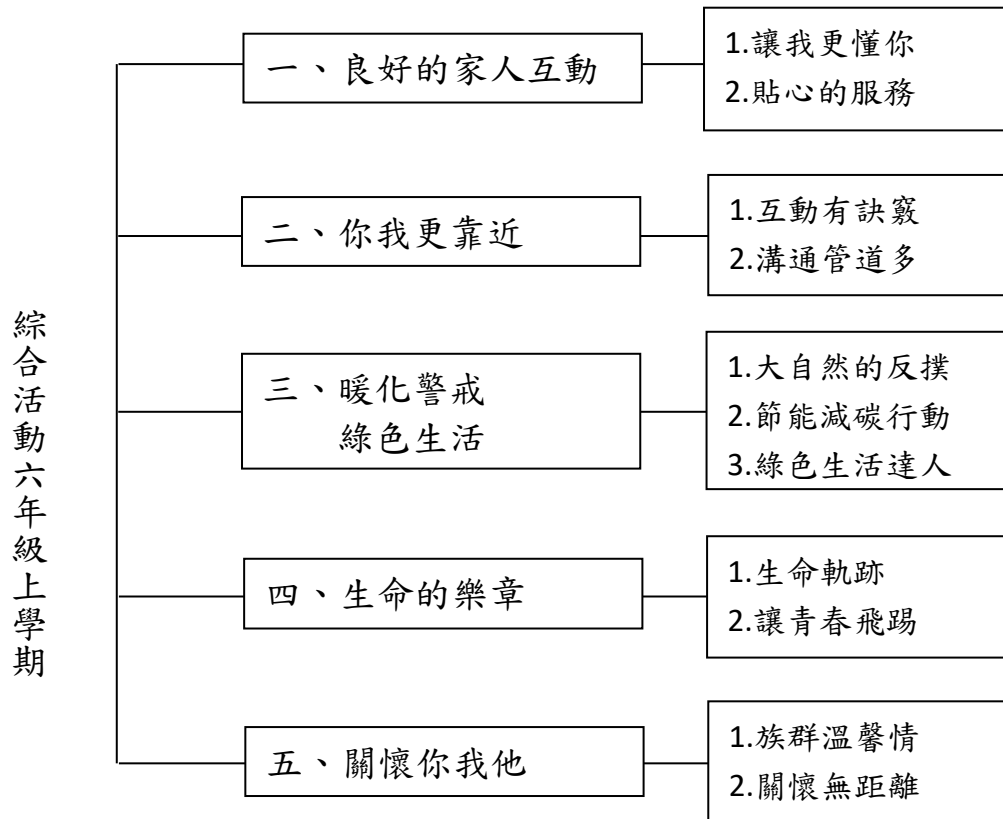 綜合活動六年級上學期
一、良好的家人互動
1.讓我更懂你
2.貼心的服務
二、你我更靠近
1.互動有訣竅
2.溝通管道多
三、暖化警戒
綠色生活
1.大自然的反撲
2.節能減碳行動
3.綠色生活達人
四、生命的樂章
1.生命軌跡
2.讓青春飛踢
五、關懷你我他
1.族群溫馨情
2.關懷無距離